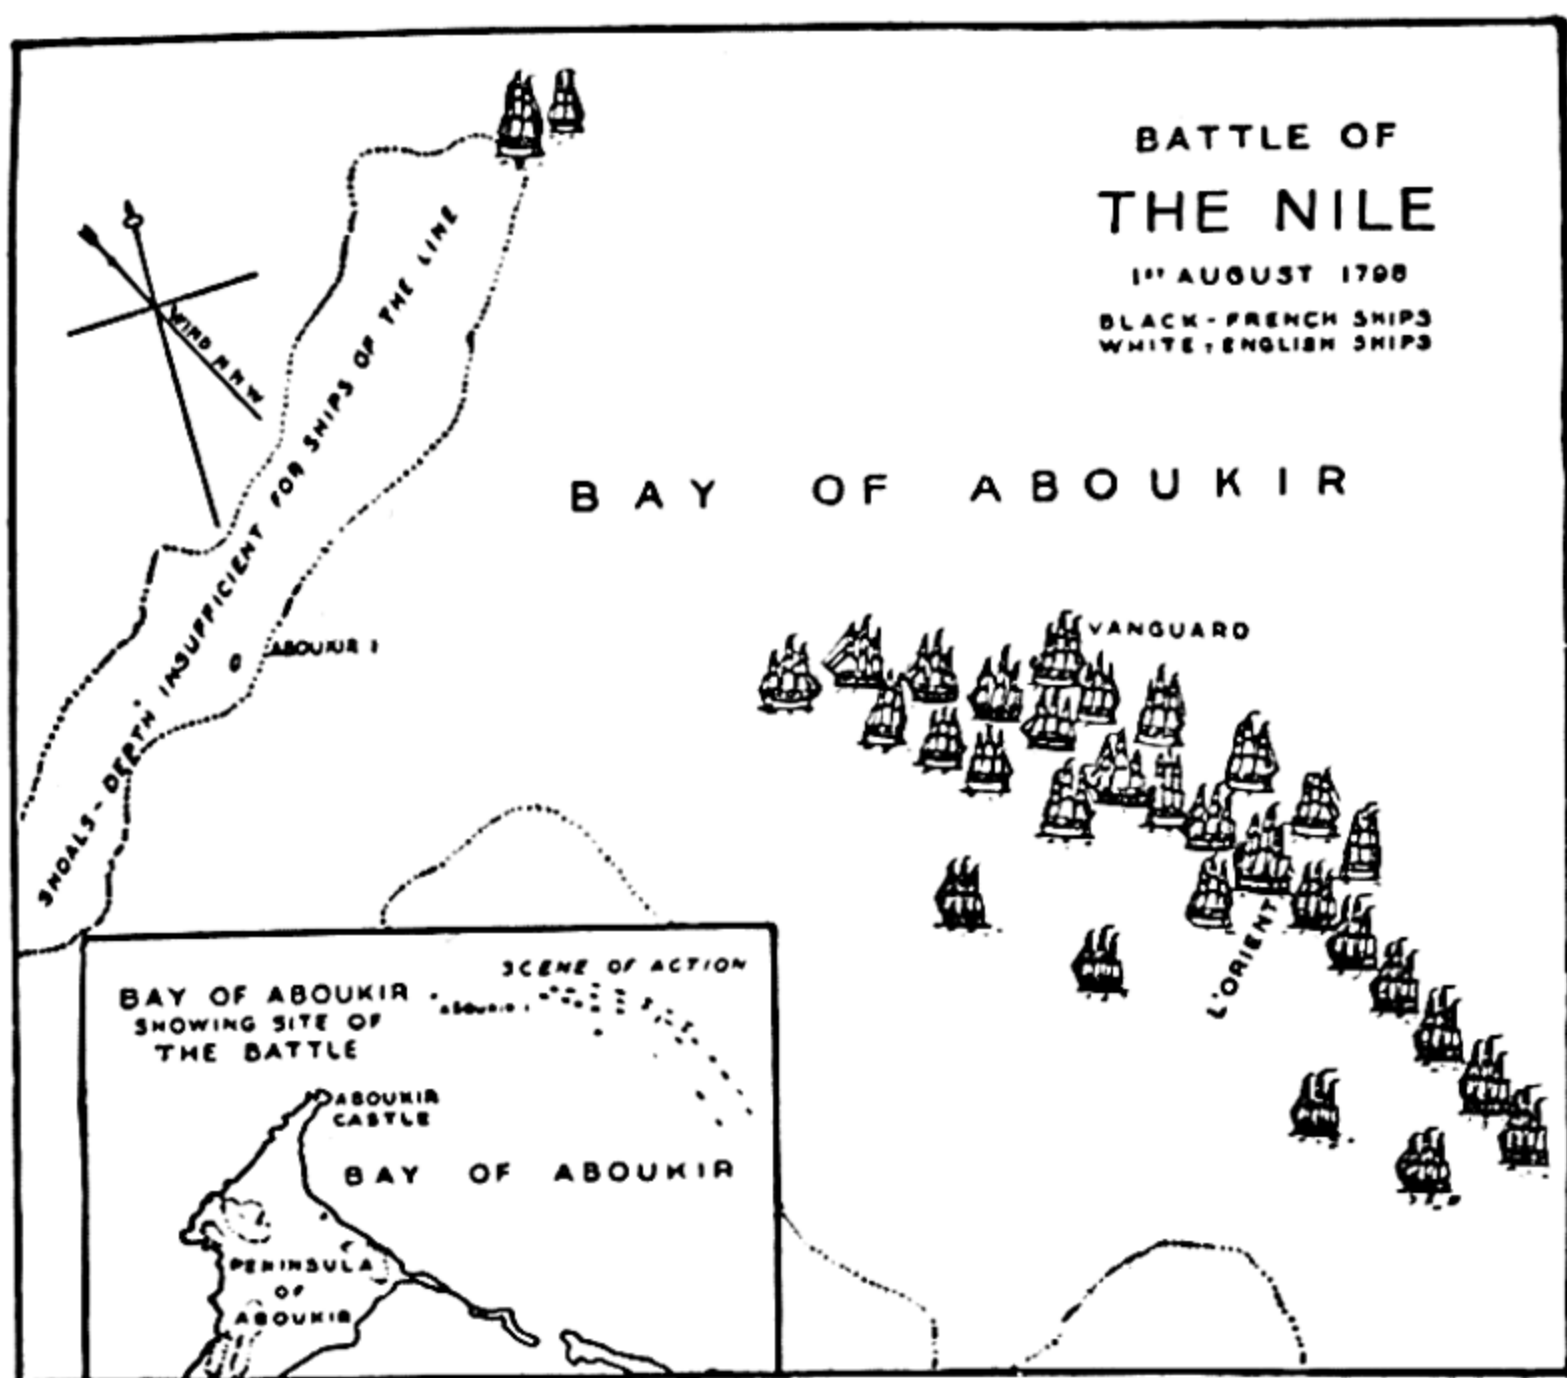 BATTLE OF
THE NILE
1ST AUGUST 1798
BLACK - FRENCH SHIPS
WHITE - ENGLISH SHIPS
WIND N N W
SHOALS - DEPTH INSUFFICIENT FOR SHIPS OF THE LINE
BAY OF ABOUKIR
ABOUKIR I
VANGUARD
L'ORIENT
SCENE OF ACTION
BAY OF ABOUKIR
SHOWING SITE OF
THE BATTLE
ABOUKIR I
ABOUKIR
CASTLE
BAY OF ABOUKIR
PENINSULA
OF
ABOUKIR